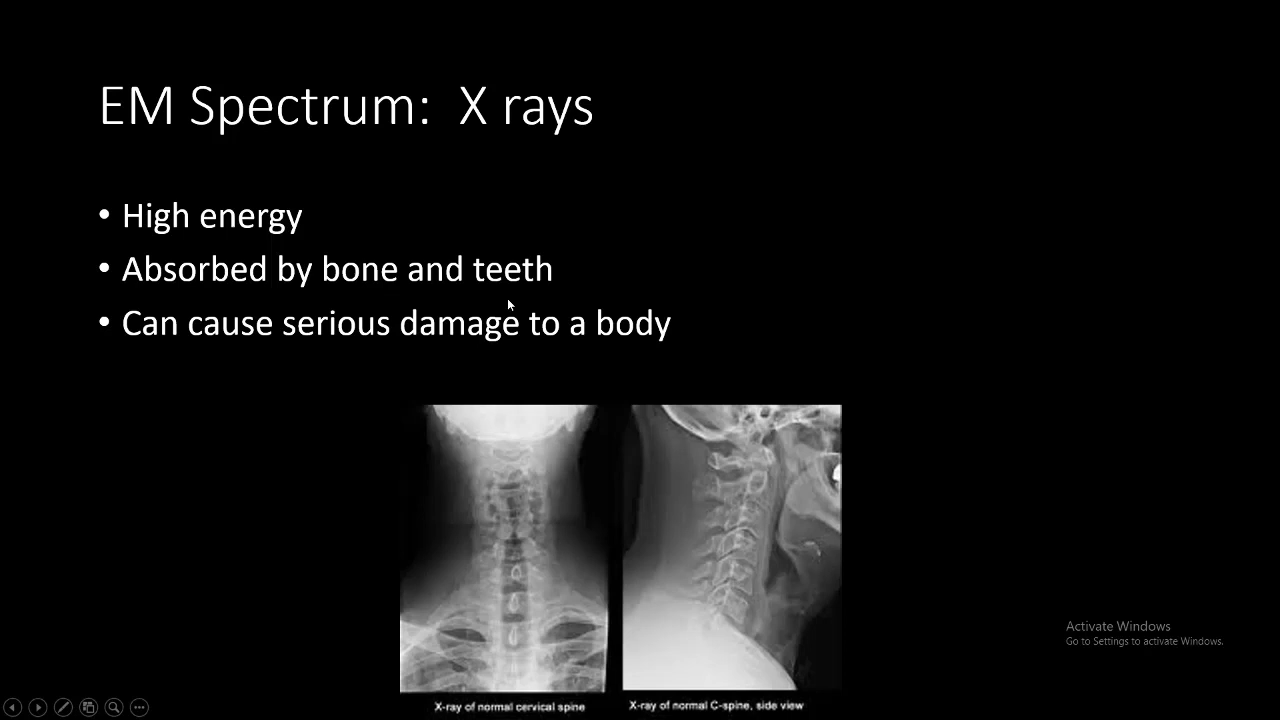 EM Spectrum:  X rays
• High energy
• Absorbed by bone and teeth
• Can cause serious damage to a body
X-ray of normal cervical spine
X-ray of normal C-spine, side view
Activate Windows
Go to Settings to activate Windows.